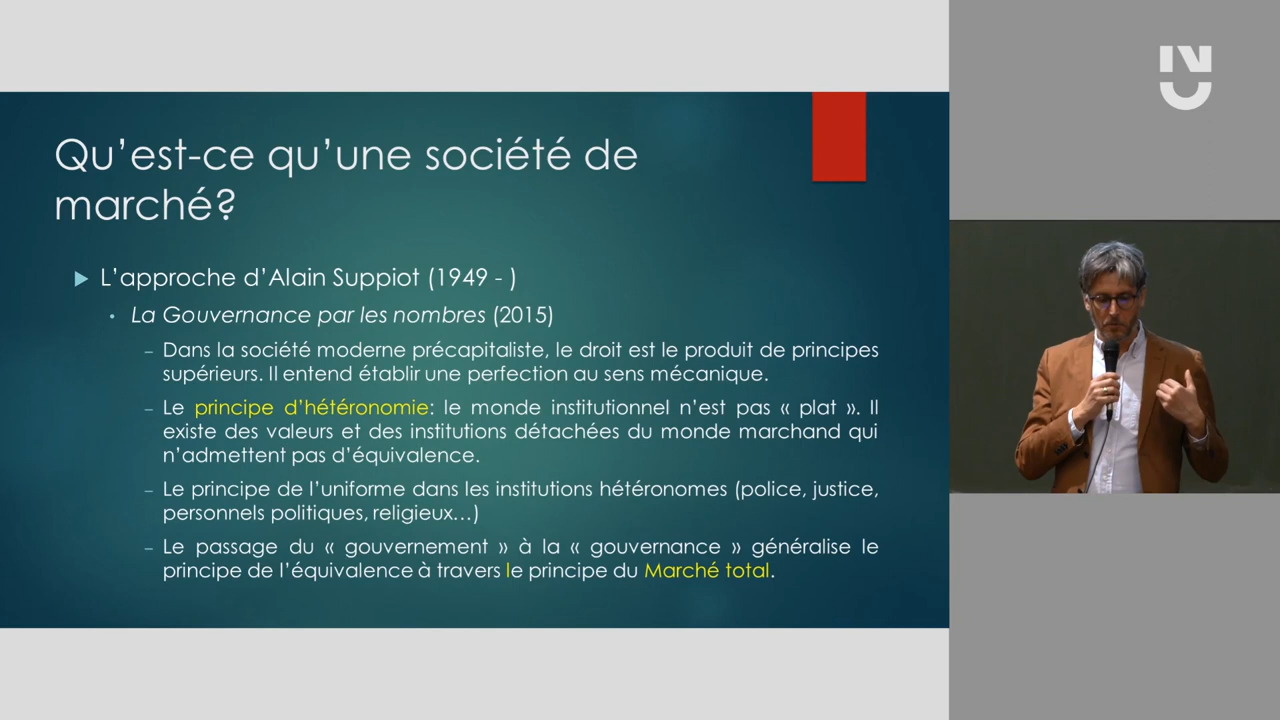 Qu’est-ce qu’une société de
marché?
L’approche d’Alain Suppiot (1949 - )
La Gouvernance par les nombres (2015)
– Dans la société moderne précapitaliste, le droit est le produit de principes
supérieurs. Il entend établir une perfection au sens mécanique.
– Le principe d’hétéronomie: le monde institutionnel n’est pas « plat ». Il
existe des valeurs et des institutions détachées du monde marchand qui
n’admettent pas d’équivalence.
– Le principe de l’uniforme dans les institutions hétéronomes (police, justice,
personnels politiques, religieux…)
– Le passage du « gouvernement » à la « gouvernance » généralise le
principe de l’équivalence à travers le principe du Marché total.